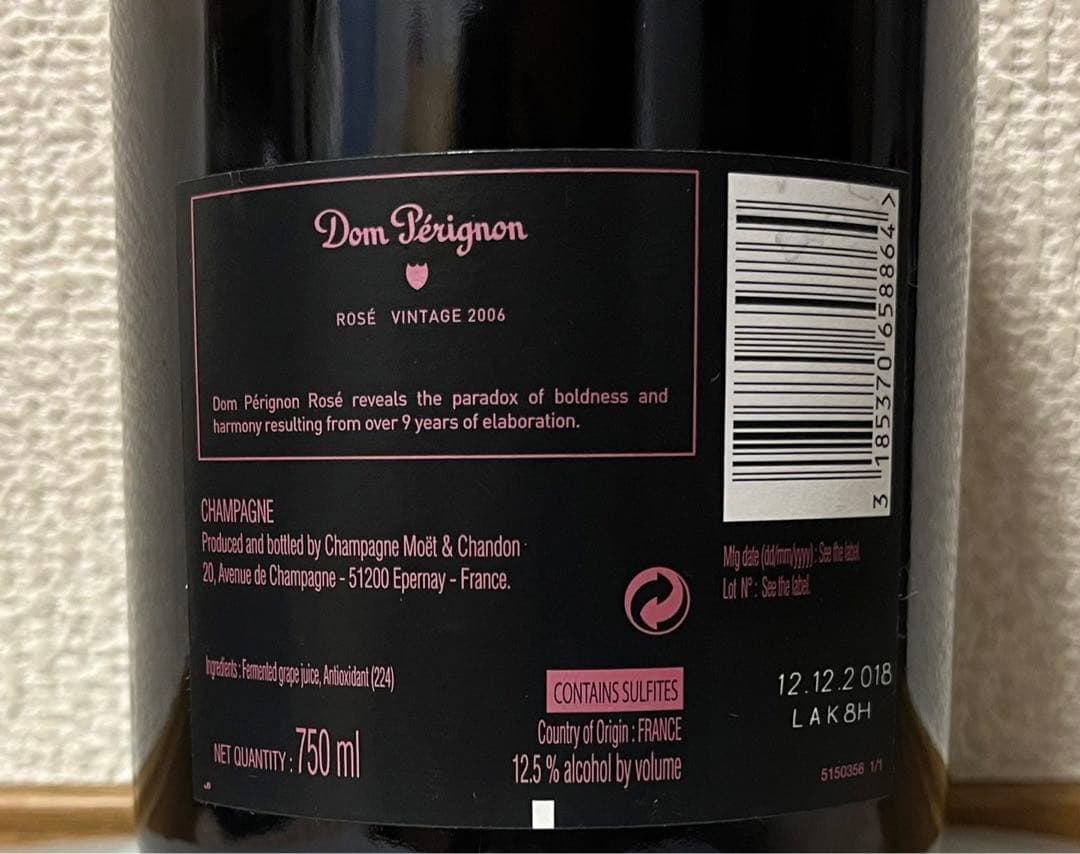 Dom Pérignon
ROSÉ VINTAGE 2006
Dom Pérignon Rosé reveals the paradox of boldness and
harmony resulting from over 9 years of elaboration.
CHAMPAGNE
Produced and bottled by Champagne Moët & Chandon
20, Avenue de Champagne - 51200 Epernay - France.
Ingredients : Fermented grape juice, Antioxidant (224)
NET QUANTITY : 750 ml
CONTAINS SULFITES
Country of Origin : FRANCE
12.5 % alcohol by volume
3 185370 658864 >
Mfg date (dd/mm/yyyy) : See the label.
Lot N° : See the label.
12.12.2018
LAK8H
5150356 1/1